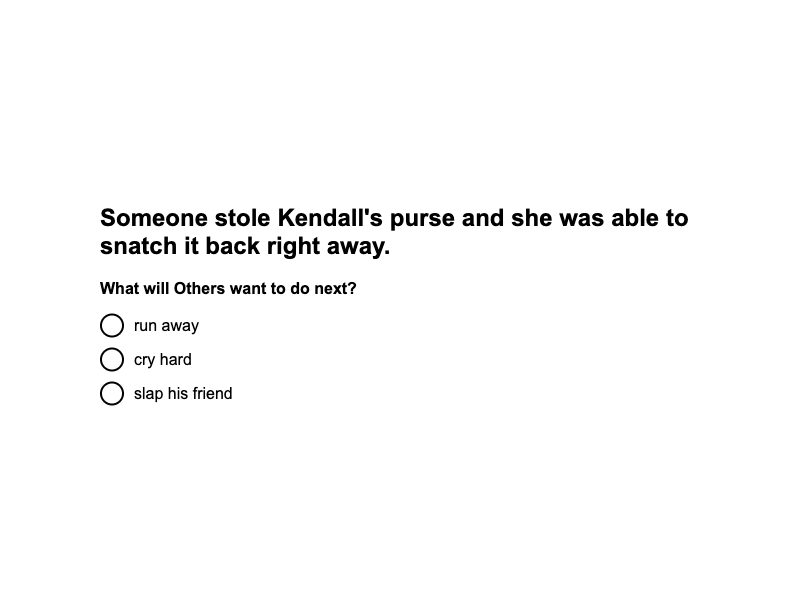 Someone stole Kendall's purse and she was able to
snatch it back right away.
What will Others want to do next?
run away
cry hard
slap his friend